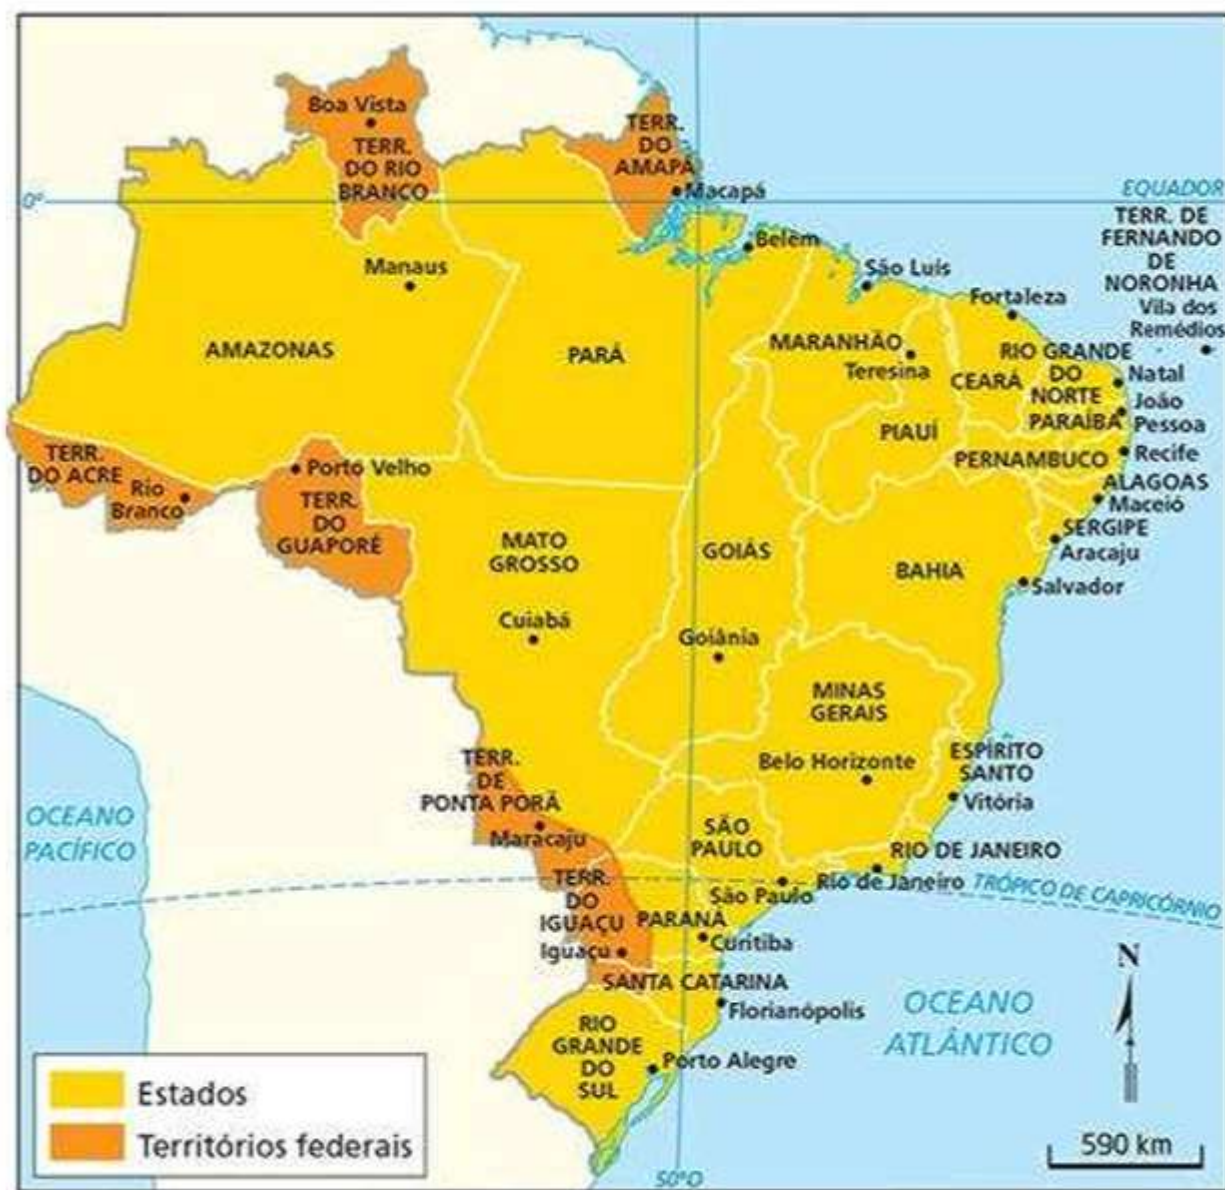 Boa Vista
TERR.
DO RIO
BRANCO
TERR.
DO
AMAPÁ
Macapá
EQUADOR
0°
TERR. DE
FERNANDO
DE
NORONHA
Vila dos
Remédios
Belém
São Luís
Fortaleza
Manaus
AMAZONAS
PARÁ
MARANHÃO
Teresina
CEARÁ
RIO GRANDE
DO
NORTE
Natal
PARAÍBA
João
Pessoa
PIAUÍ
PERNAMBUCO
Recife
ALAGOAS
Maceió
SERGIPE
Aracaju
TERR.
DO ACRE
Rio
Branco
Porto Velho
TERR.
DO
GUAPORÉ
MATO
GROSSO
GOIÁS
BAHIA
Salvador
Cuiabá
Goiânia
MINAS
GERAIS
Belo Horizonte
ESPÍRITO
SANTO
Vitória
TERR.
DE
PONTA PORÃ
Maracaju
OCEANO
PACÍFICO
SÃO
PAULO
RIO DE JANEIRO
Rio de Janeiro
São Paulo
TRÓPICO DE CAPRICÓRNIO
TERR.
DO
IGUAÇU
Iguaçu
PARANÁ
Curitiba
SANTA CATARINA
Florianópolis
RIO
GRANDE
DO
SUL
Porto Alegre
OCEANO
ATLÂNTICO
N
Estados
Territórios federais
590 km
50°O